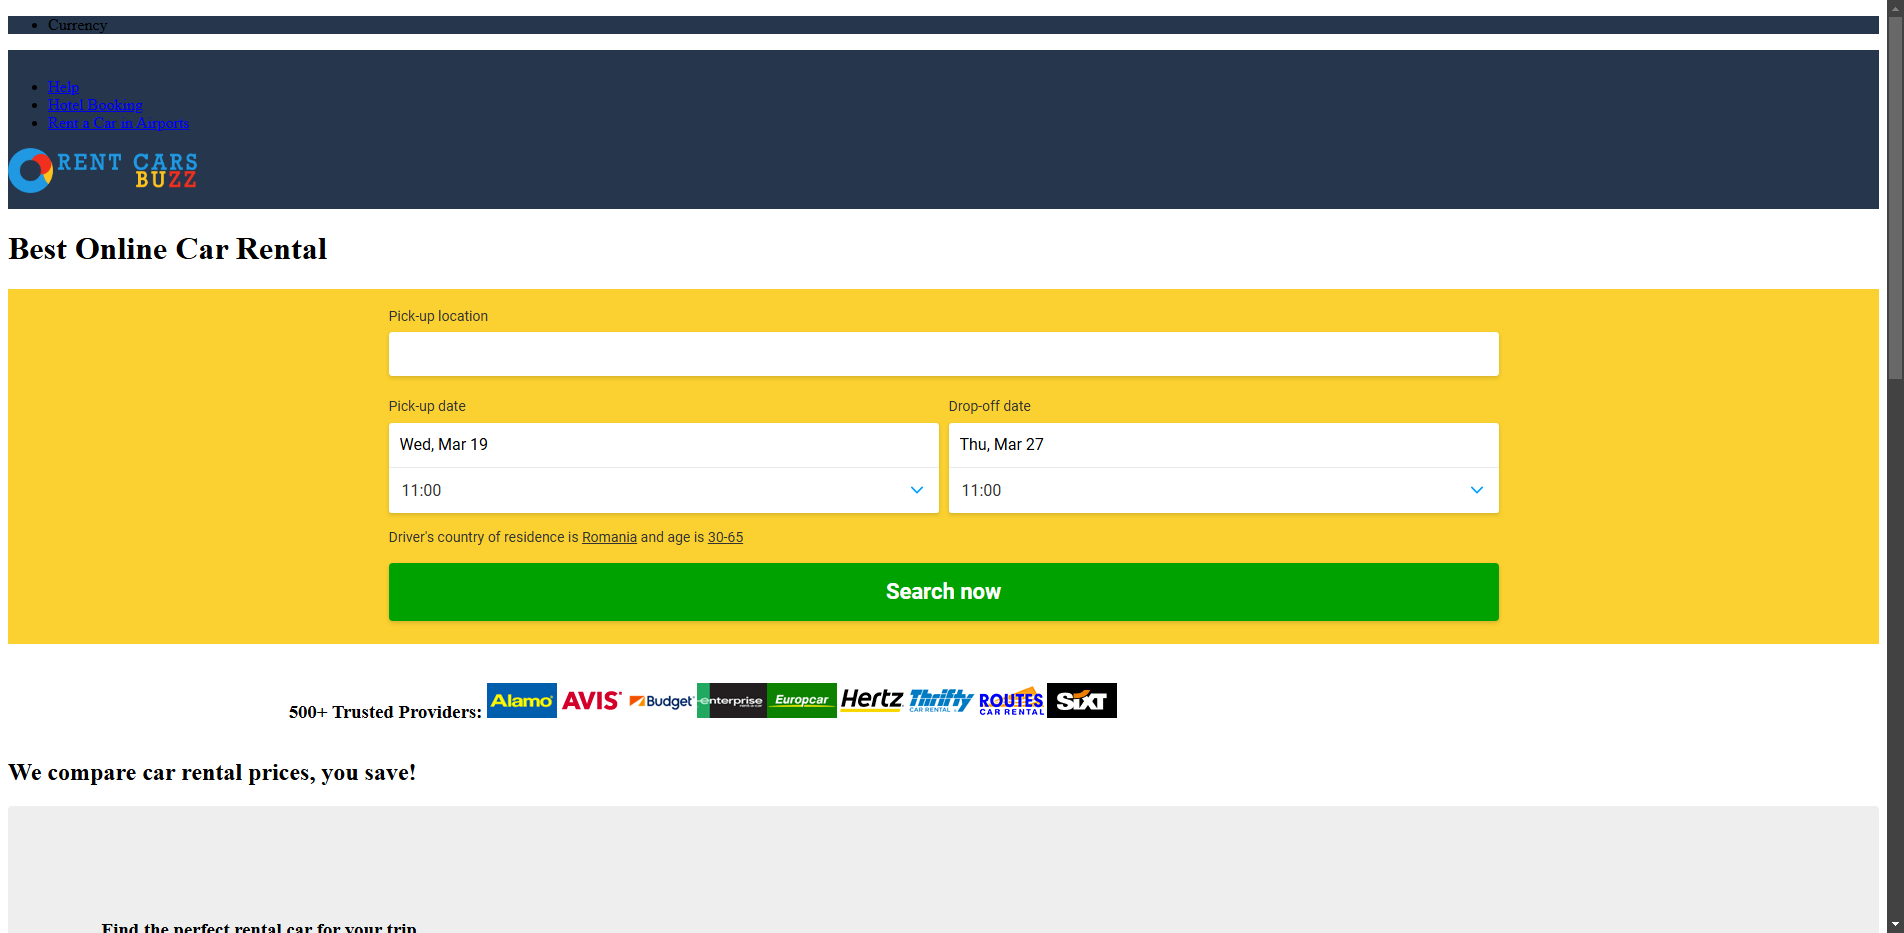 Currency
Help
Hotel Booking
Rent a Car in Airports
RENT CARS
BUZZ
Best Online Car Rental
Pick-up location
Pick-up date
Drop-off date
Wed, Mar 19
Thu, Mar 27
11:00
11:00
Driver's country of residence is Romania and age is 30-65
Search now
500+ Trusted Providers: Alamo AVIS Budget enterprise Europcar Hertz Thrifty CAR RENTAL ROUTES CAR RENTAL SIXT
We compare car rental prices, you save!
Find the perfect rental car for your trip